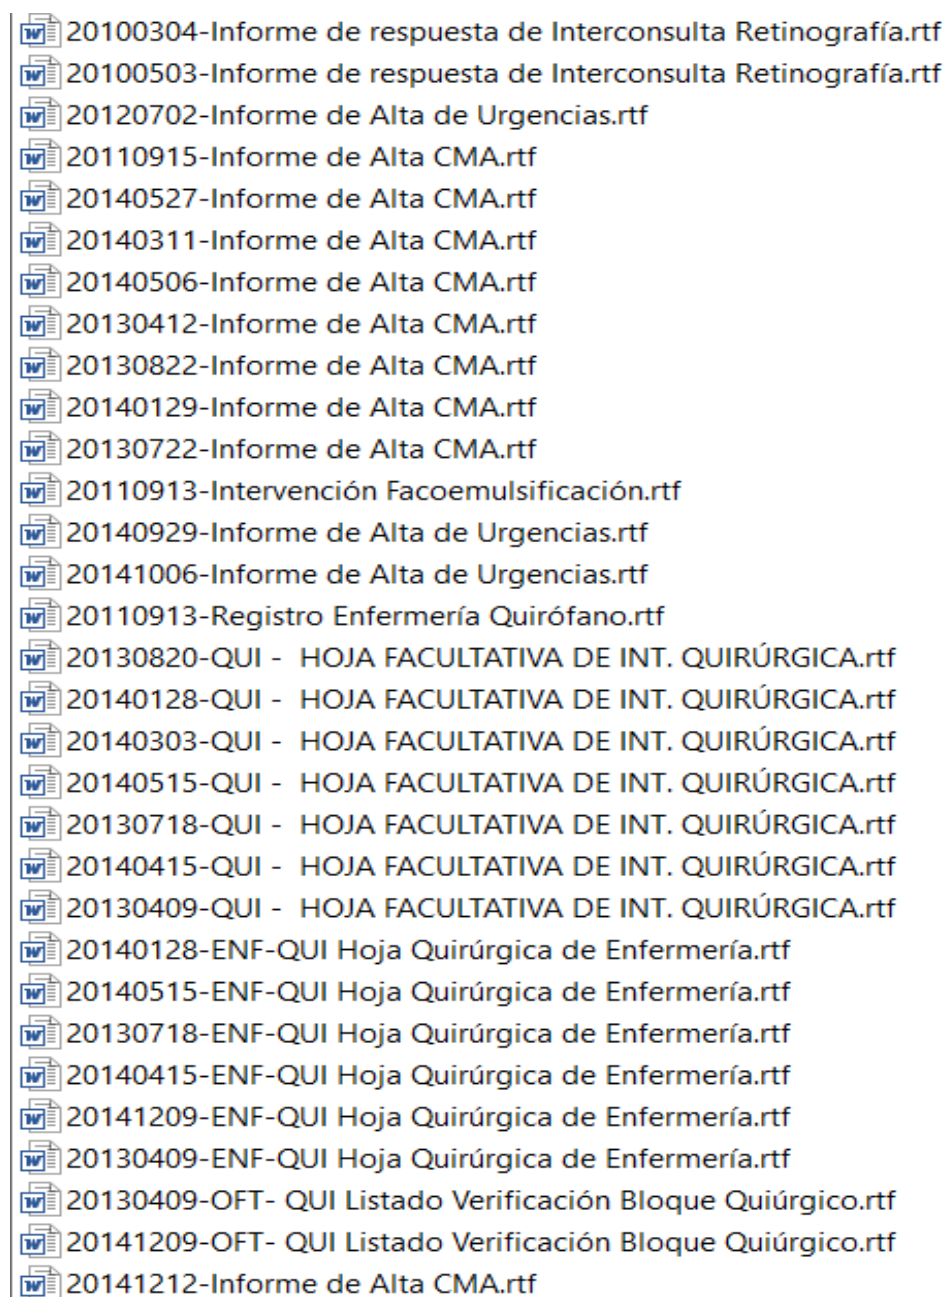 20100304-Informe de respuesta de Interconsulta Retinografía.rtf
20100503-Informe de respuesta de Interconsulta Retinografía.rtf
20120702-Informe de Alta de Urgencias.rtf
20110915-Informe de Alta CMA.rtf
20140527-Informe de Alta CMA.rtf
20140311-Informe de Alta CMA.rtf
20140506-Informe de Alta CMA.rtf
20130412-Informe de Alta CMA.rtf
20130822-Informe de Alta CMA.rtf
20140129-Informe de Alta CMA.rtf
20130722-Informe de Alta CMA.rtf
20110913-Intervención Facoemulsificación.rtf
20140929-Informe de Alta de Urgencias.rtf
20141006-Informe de Alta de Urgencias.rtf
20110913-Registro Enfermería Quirófano.rtf
20130820-QUI -  HOJA FACULTATIVA DE INT. QUIRÚRGICA.rtf
20140128-QUI -  HOJA FACULTATIVA DE INT. QUIRÚRGICA.rtf
20140303-QUI -  HOJA FACULTATIVA DE INT. QUIRÚRGICA.rtf
20140515-QUI -  HOJA FACULTATIVA DE INT. QUIRÚRGICA.rtf
20130718-QUI -  HOJA FACULTATIVA DE INT. QUIRÚRGICA.rtf
20140415-QUI -  HOJA FACULTATIVA DE INT. QUIRÚRGICA.rtf
20130409-QUI -  HOJA FACULTATIVA DE INT. QUIRÚRGICA.rtf
20140128-ENF-QUI Hoja Quirúrgica de Enfermería.rtf
20140515-ENF-QUI Hoja Quirúrgica de Enfermería.rtf
20130718-ENF-QUI Hoja Quirúrgica de Enfermería.rtf
20140415-ENF-QUI Hoja Quirúrgica de Enfermería.rtf
20141209-ENF-QUI Hoja Quirúrgica de Enfermería.rtf
20130409-ENF-QUI Hoja Quirúrgica de Enfermería.rtf
20130409-OFT- QUI Listado Verificación Bloque Quiúrgico.rtf
20141209-OFT- QUI Listado Verificación Bloque Quiúrgico.rtf
20141212-Informe de Alta CMA.rtf